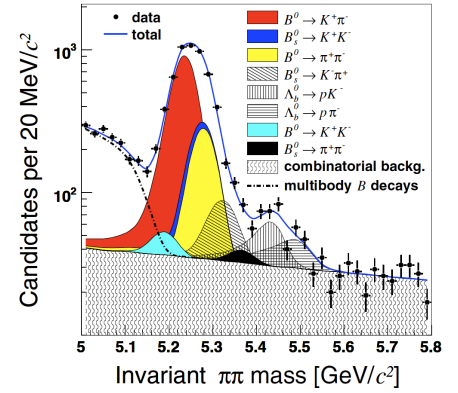 Candidates per 20 MeV/c²
10³
10²
data
total
B⁰ → K⁺π⁻
B⁰ₛ → K⁺K⁻
B⁰ → π⁺π⁻
B⁰ₛ → K⁻π⁺
Λ⁰_b → pK⁻
Λ⁰_b → pπ⁻
B⁰ → K⁺K⁻
B⁰ₛ → π⁺π⁻
combinatorial backg.
multibody B decays
5 5.1 5.2 5.3 5.4 5.5 5.6 5.7 5.8
Invariant ππ mass [GeV/c²]